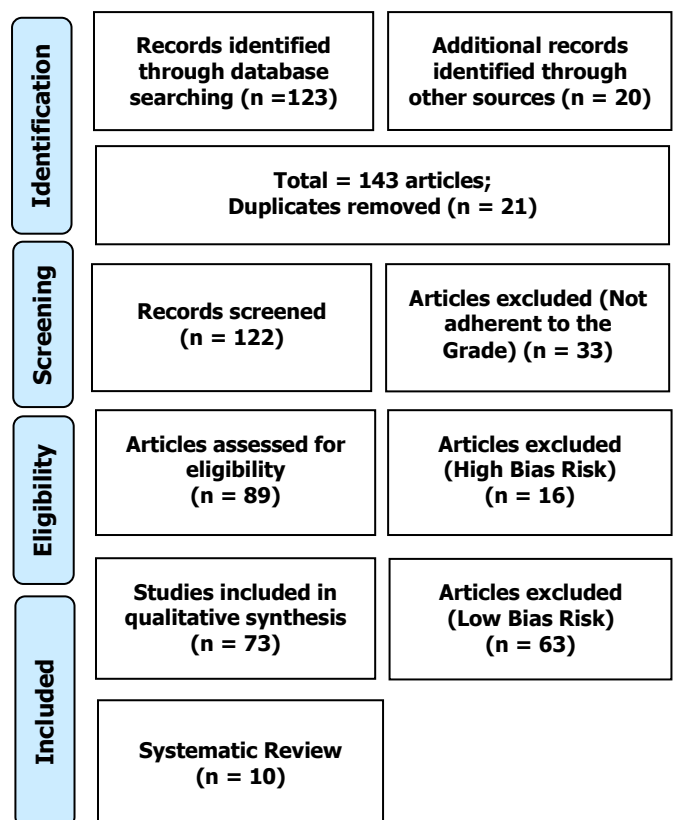 Identification
Records identified
through database
searching (n =123)
Additional records
identified through
other sources (n = 20)
Total = 143 articles;
Duplicates removed (n = 21)
Screening
Records screened
(n = 122)
Articles excluded (Not
adherent to the
Grade) (n = 33)
Eligibility
Articles assessed for
eligibility
(n = 89)
Articles excluded
(High Bias Risk)
(n = 16)
Included
Studies included in
qualitative synthesis
(n = 73)
Articles excluded
(Low Bias Risk)
(n = 63)
Systematic Review
(n = 10)